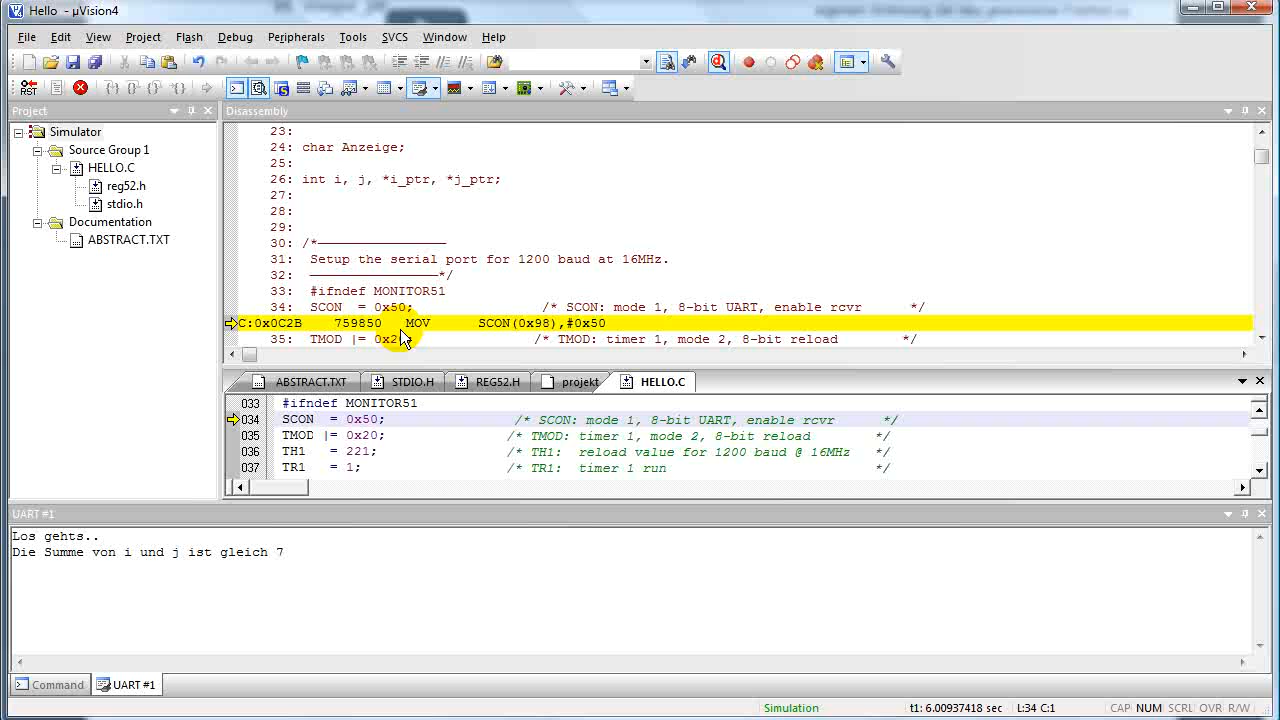 Hello - µVision4
File Edit View Project Flash Debug Peripherals Tools SVCS Window Help
RST
Project
Disassembly
Simulator
Source Group 1
HELLO.C
reg52.h
stdio.h
Documentation
ABSTRACT.TXT
23:
24: char Anzeige;
25:
26: int i, j, *i_ptr, *j_ptr;
27:
28:
29:
30: /*————————————————
31: Setup the serial port for 1200 baud at 16MHz.
32: ————————————————*/
33: #ifndef MONITOR51
34: SCON = 0x50; /* SCON: mode 1, 8-bit UART, enable rcvr */
C:0x0C2B 759850 MOV SCON(0x98),#0x50
35: TMOD |= 0x2 /* TMOD: timer 1, mode 2, 8-bit reload */
ABSTRACT.TXT STDIO.H REG52.H projekt HELLO.C
033 #ifndef MONITOR51
034 SCON = 0x50; /* SCON: mode 1, 8-bit UART, enable rcvr */
035 TMOD |= 0x20; /* TMOD: timer 1, mode 2, 8-bit reload */
036 TH1 = 221; /* TH1: reload value for 1200 baud @ 16MHz */
037 TR1 = 1; /* TR1: timer 1 run */
UART #1
Los gehts..
Die Summe von i und j ist gleich 7
Command UART #1
Simulation t1: 6.00937418 sec L:34 C:1 CAP NUM SCRL OVR R/W